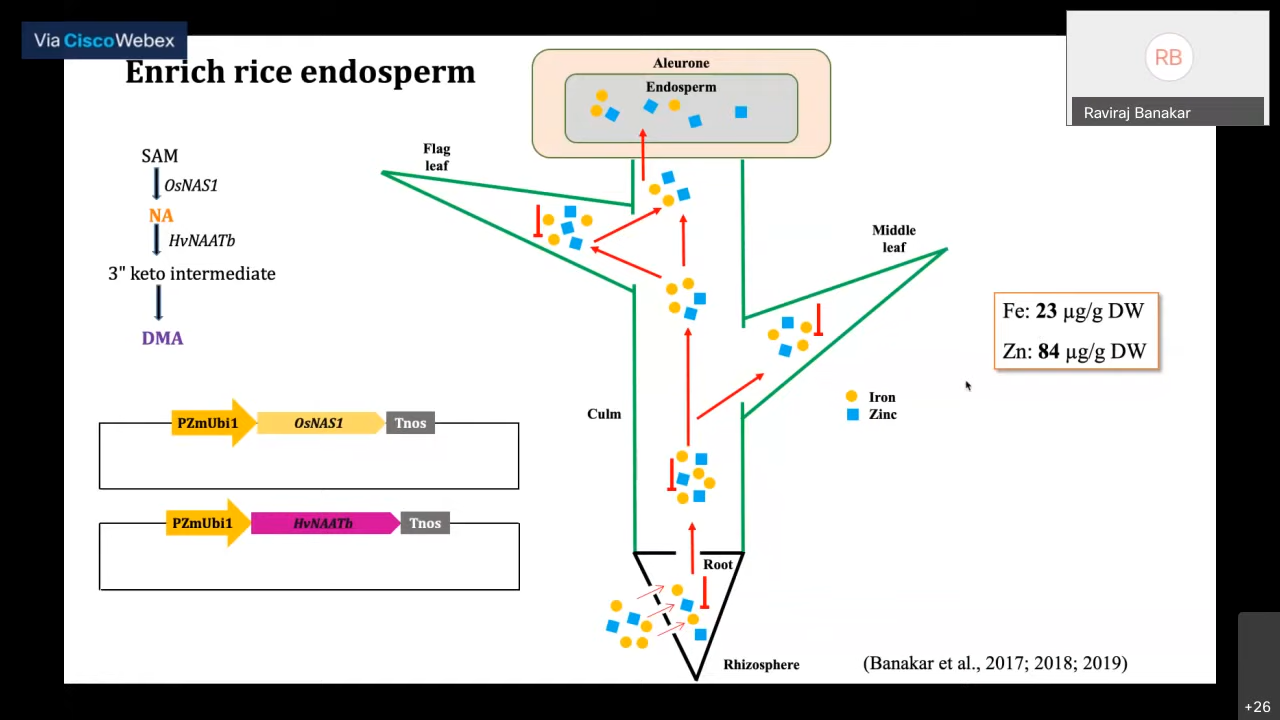 Via Cisco Webex
Enrich rice endosperm
RB
Raviraj Banakar
SAM
OsNAS1
NA
HvNAATb
3" keto intermediate
DMA
PZmUbi1
OsNAS1
Tnos
PZmUbi1
HvNAATb
Tnos
Aleurone
Endosperm
Flag
leaf
Middle
leaf
Culm
Root
Rhizosphere
Iron
Zinc
Fe: 23 µg/g DW
Zn: 84 µg/g DW
(Banakar et al., 2017; 2018; 2019)
+26